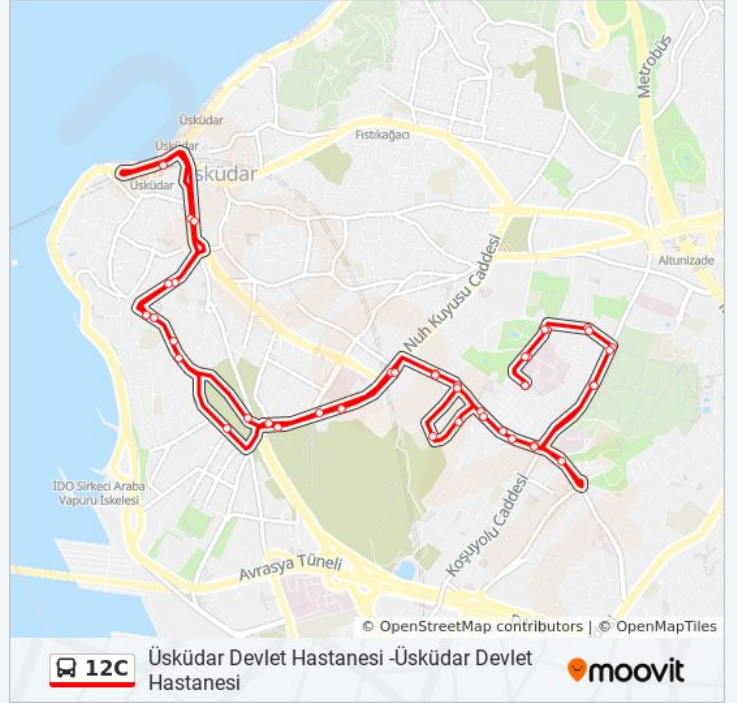 Metrobüs
Üsküdar
Fıstıkağacı
Üsküdar
Üsküdar
Üsküdar
Altunizade
Nuh Kuyusu Caddesi
İDO Sirkeci Araba
Vapuru İskelesi
Koşuyolu Caddesi
Avrasya Tüneli
© OpenStreetMap contributors | © OpenMapTiles
12C
Üsküdar Devlet Hastanesi -Üsküdar Devlet
Hastanesi
moovit